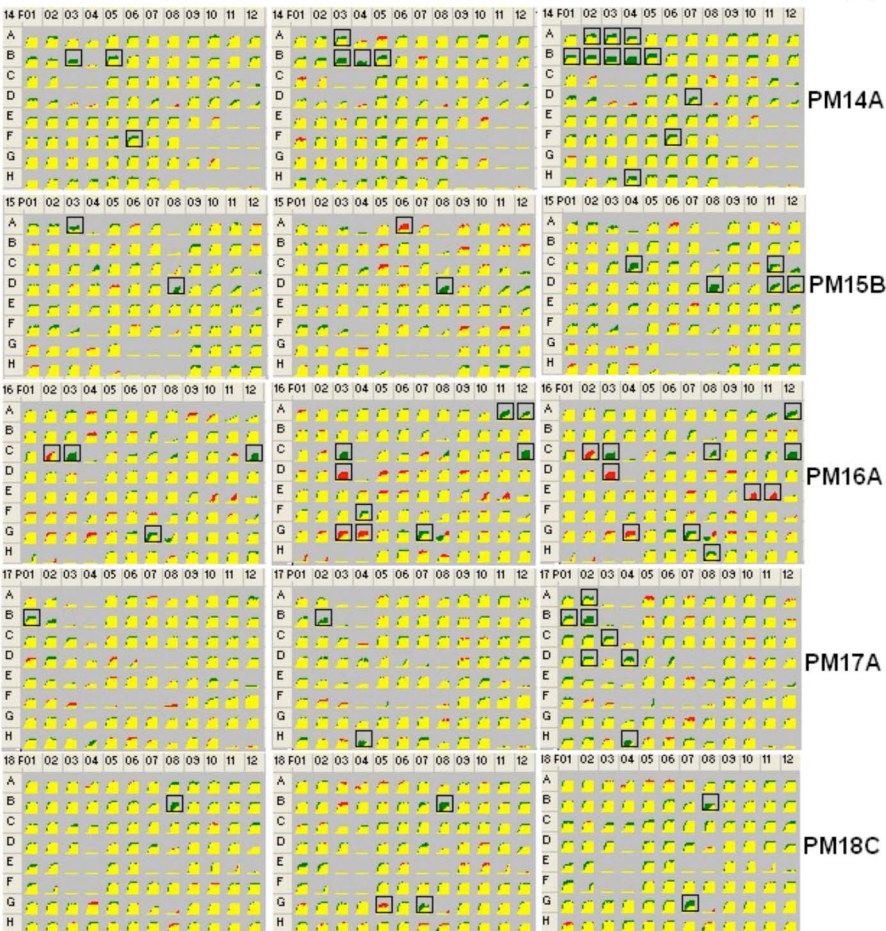 14 F01 02 03 04 05 06 07 08 09 10 11 12
14 F01 02 03 04 05 06 07 08 09 10 11 12
14 F01 02 03 04 05 06 07 08 09 10 11 12
A A A
B B B
C C C
D D D PM14A
E E E
F F F
G G G
H H H
15 P01 02 03 04 05 06 07 08 09 10 11 12
15 P01 02 03 04 05 06 07 08 09 10 11 12
15 P01 02 03 04 05 06 07 08 09 10 11 12
A A A
B B B
C C C
D D D PM15B
E E E
F F F
G G G
H H H
16 F01 02 03 04 05 06 07 08 09 10 11 12
16 F01 02 03 04 05 06 07 08 09 10 11 12
16 F01 02 03 04 05 06 07 08 09 10 11 12
A A A
B B B
C C C
D D D PM16A
E E E
F F F
G G G
H H H
17 P01 02 03 04 05 06 07 08 09 10 11 12
17 P01 02 03 04 05 06 07 08 09 10 11 12
17 P01 02 03 04 05 06 07 08 09 10 11 12
A A A
B B B
C C C
D D D PM17A
E E E
F F F
G G G
H H H
18 F01 02 03 04 05 06 07 08 09 10 11 12
18 F01 02 03 04 05 06 07 08 09 10 11 12
18 F01 02 03 04 05 06 07 08 09 10 11 12
A A A
B B B
C C C
D D D PM18C
E E E
F F F
G G G
H H H